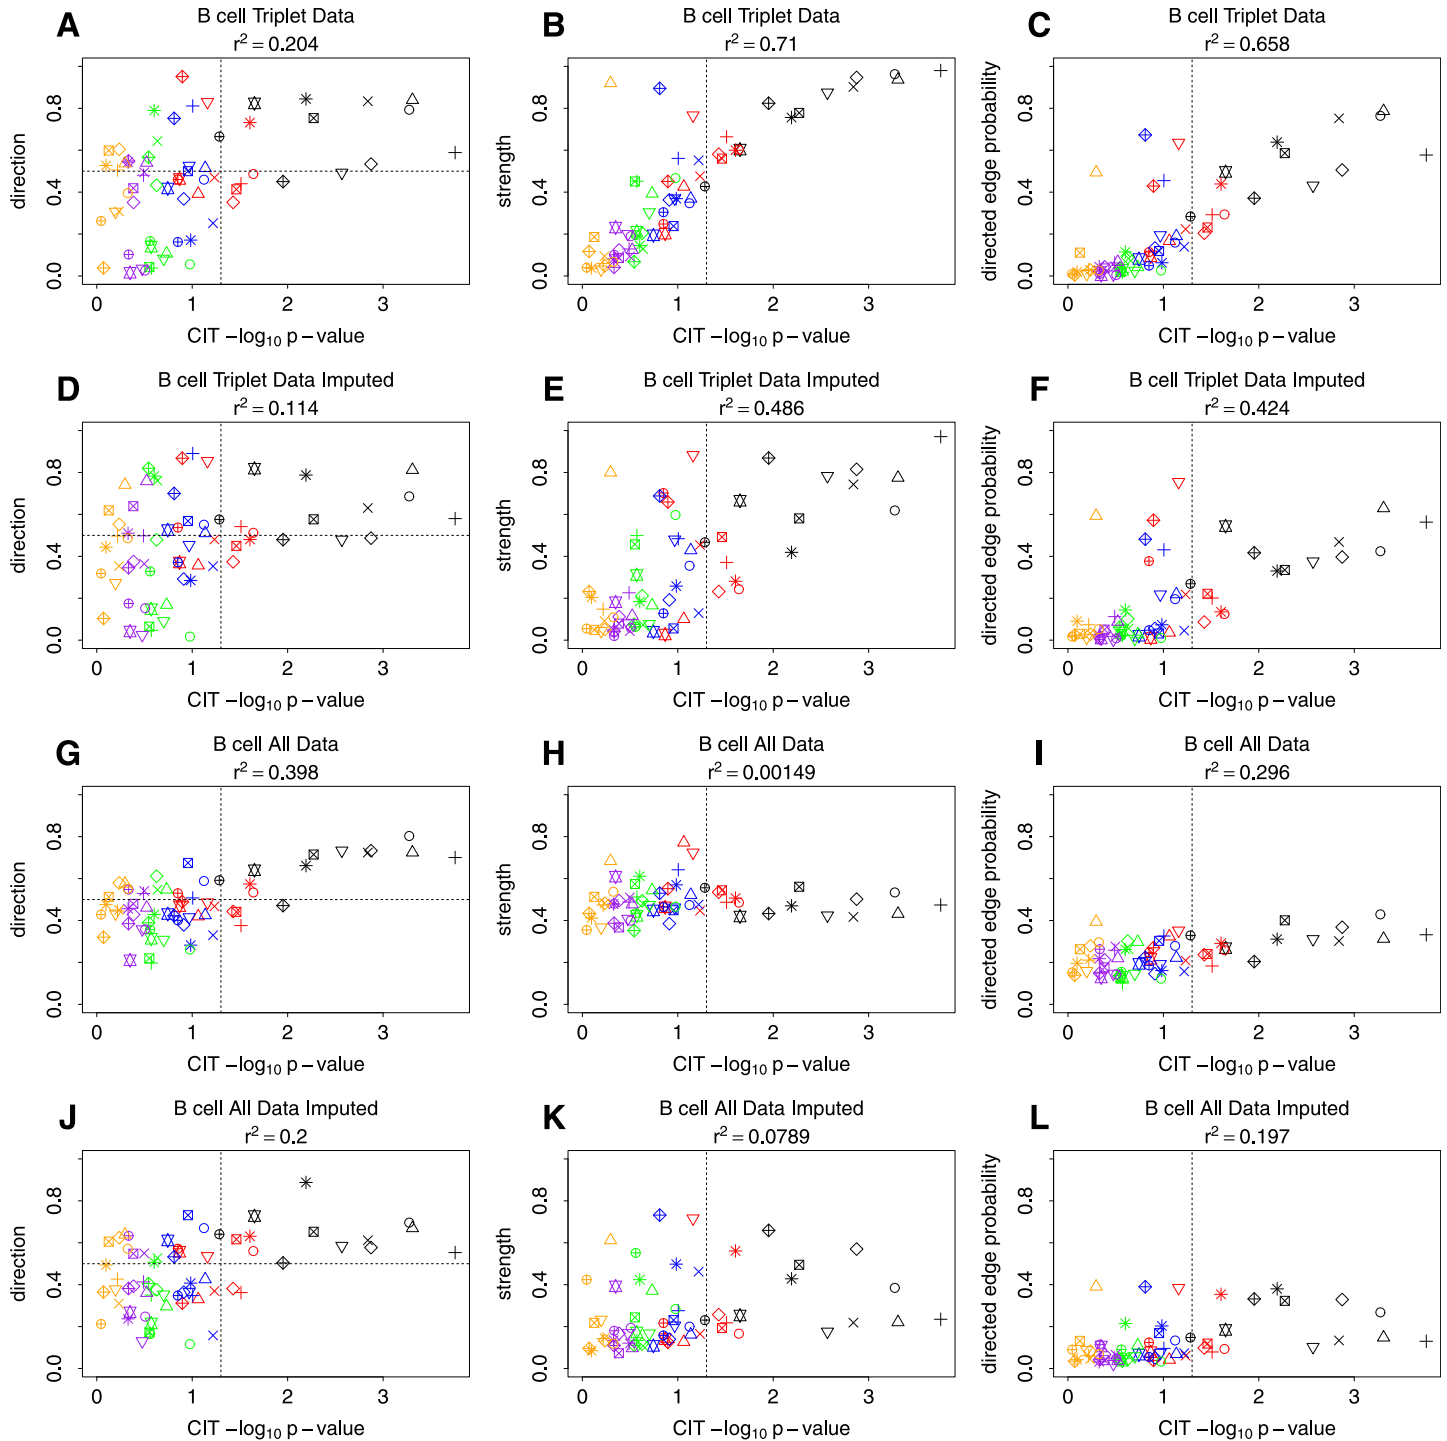 A
B cell Triplet Data
r² = 0.204
direction
0.0 0.4 0.8
0 1 2 3
CIT −log₁₀ p − value
B
B cell Triplet Data
r² = 0.71
strength
0.0 0.4 0.8
0 1 2 3
CIT −log₁₀ p − value
C
B cell Triplet Data
r² = 0.658
directed edge probability
0.0 0.4 0.8
0 1 2 3
CIT −log₁₀ p − value
D
B cell Triplet Data Imputed
r² = 0.114
direction
0.0 0.4 0.8
0 1 2 3
CIT −log₁₀ p − value
E
B cell Triplet Data Imputed
r² = 0.486
strength
0.0 0.4 0.8
0 1 2 3
CIT −log₁₀ p − value
F
B cell Triplet Data Imputed
r² = 0.424
directed edge probability
0.0 0.4 0.8
0 1 2 3
CIT −log₁₀ p − value
G
B cell All Data
r² = 0.398
direction
0.0 0.4 0.8
0 1 2 3
CIT −log₁₀ p − value
H
B cell All Data
r² = 0.00149
strength
0.0 0.4 0.8
0 1 2 3
CIT −log₁₀ p − value
I
B cell All Data
r² = 0.296
directed edge probability
0.0 0.4 0.8
0 1 2 3
CIT −log₁₀ p − value
J
B cell All Data Imputed
r² = 0.2
direction
0.0 0.4 0.8
0 1 2 3
CIT −log₁₀ p − value
K
B cell All Data Imputed
r² = 0.0789
strength
0.0 0.4 0.8
0 1 2 3
CIT −log₁₀ p − value
L
B cell All Data Imputed
r² = 0.197
directed edge probability
0.0 0.4 0.8
0 1 2 3
CIT −log₁₀ p − value